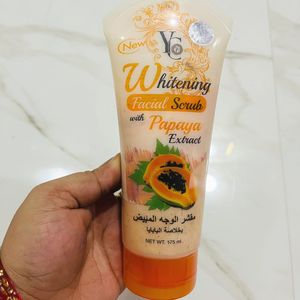 New
YC
Whitening
Facial Scrub
with Papaya
Extract
مقشر الوجه المبيض
بخلاصة البابايا
NET WT. 175 ml